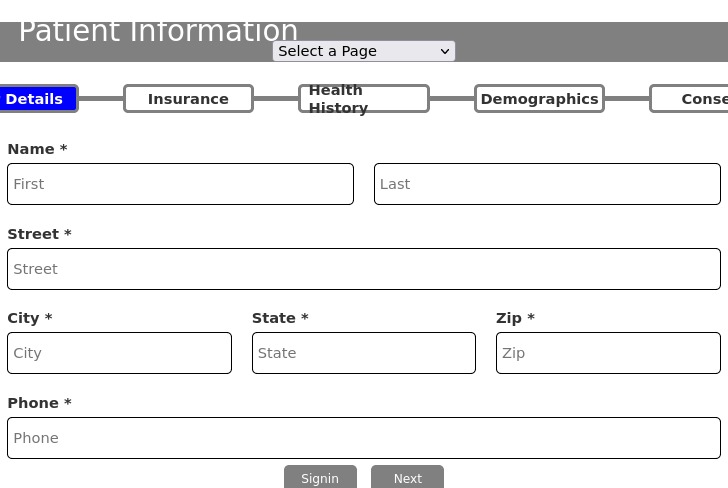 Patient Information
Select a Page
Details
Insurance
Health
History
Demographics
Name *
First
Last
Street *
Street
City *
State *
Zip *
City
State
Zip
Phone *
Phone
Signin
Next